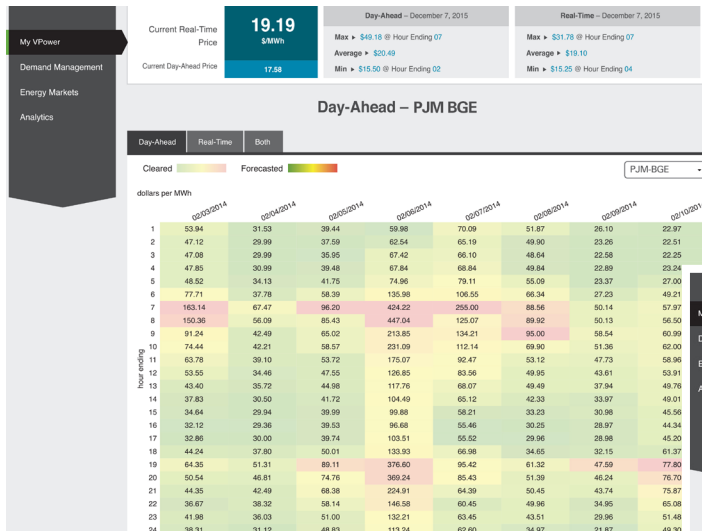 My VPower
Demand Management
Energy Markets
Analytics
Current Real-Time
Price
19.19
$/MWh
Current Day-Ahead Price
17.58
Day-Ahead – December 7, 2015
Max ▸ $49.18 @ Hour Ending 07
Average ▸ $20.49
Min ▸ $15.50 @ Hour Ending 02
Real-Time – December 7, 2015
Max ▸ $31.78 @ Hour Ending 07
Average ▸ $19.10
Min ▸ $15.25 @ Hour Ending 04
Day-Ahead – PJM BGE
Day-Ahead Real-Time Both
Cleared Forecasted PJM-BGE
dollars per MWh
02/03/2014 02/04/2014 02/05/2014 02/06/2014 02/07/2014 02/08/2014 02/09/2014 02/10/201
hour ending
1 53.94 31.53 39.44 59.98 70.09 51.87 26.10 22.97
2 47.12 29.99 37.59 62.54 65.19 49.90 23.26 22.51
3 47.08 29.99 35.95 67.42 66.10 48.64 22.58 22.25
4 47.85 30.99 39.48 67.84 68.84 49.84 22.89 23.24
5 48.52 34.13 41.75 74.96 79.11 55.09 23.37 27.00
6 77.71 37.78 58.39 135.98 106.55 66.34 27.23 49.21
7 163.14 67.47 96.20 424.22 255.00 88.56 50.14 57.97
8 150.36 56.09 85.43 447.04 125.07 89.92 50.13 56.50
9 91.24 42.49 65.02 213.85 134.21 95.00 58.54 60.99
10 74.44 42.21 58.57 231.09 112.14 69.90 51.36 62.00
11 63.78 39.10 53.72 175.07 92.47 53.12 47.73 58.96
12 53.55 34.46 47.55 126.85 83.56 49.95 43.61 53.91
13 43.40 35.72 44.98 117.76 68.07 49.49 37.94 49.76
14 37.83 30.50 41.72 104.49 65.12 42.33 33.97 49.01
15 34.64 29.94 39.99 99.88 58.21 33.23 30.98 45.56
16 32.12 29.36 39.53 96.68 55.46 30.25 28.97 44.34
17 32.86 30.00 39.74 103.51 55.52 29.96 28.98 45.20
18 44.24 37.80 50.01 133.93 66.98 34.65 32.15 61.37
19 64.35 51.31 89.11 376.60 95.42 61.32 47.59 77.80
20 50.54 46.81 74.76 369.24 85.43 51.39 46.24 76.70
21 44.35 42.49 68.38 224.91 64.39 50.45 43.74 75.87
22 36.67 38.32 58.14 146.58 60.45 49.96 34.95 65.08
23 41.98 36.03 51.00 132.21 63.45 43.51 29.96 51.48
24 38.31 31.12 48.83 113.24 62.60 34.97 21.87 49.30